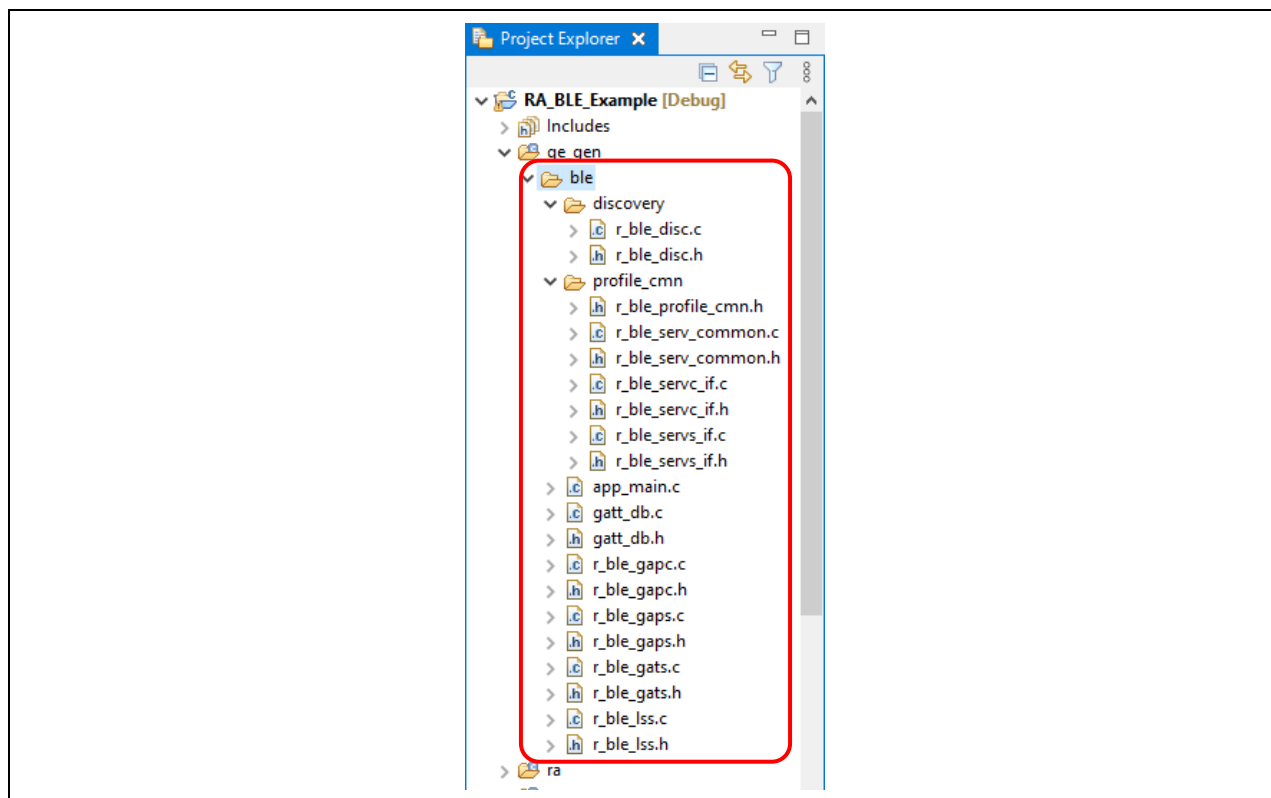 Project Explorer
RA_BLE_Example [Debug]
Includes
qe_gen
ble
discovery
r_ble_disc.c
r_ble_disc.h
profile_cmn
r_ble_profile_cmn.h
r_ble_serv_common.c
r_ble_serv_common.h
r_ble_servc_if.c
r_ble_servc_if.h
r_ble_servs_if.c
r_ble_servs_if.h
app_main.c
gatt_db.c
gatt_db.h
r_ble_gapc.c
r_ble_gapc.h
r_ble_gaps.c
r_ble_gaps.h
r_ble_gats.c
r_ble_gats.h
r_ble_lss.c
r_ble_lss.h
ra